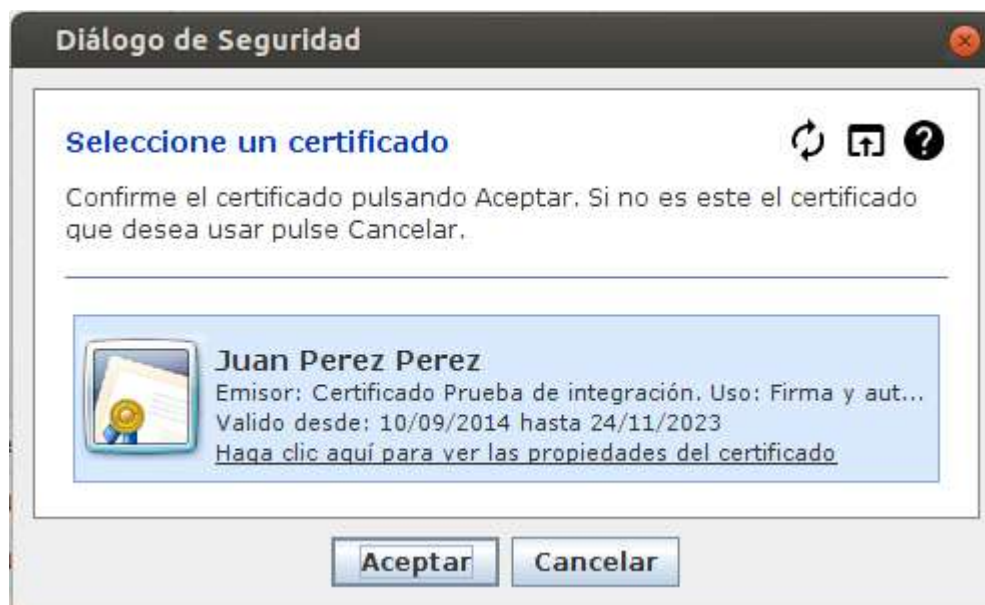 Diálogo de Seguridad
Seleccione un certificado
Confirme el certificado pulsando Aceptar. Si no es este el certificado
que desea usar pulse Cancelar.
Juan Perez Perez
Emisor: Certificado Prueba de integración. Uso: Firma y aut...
Valido desde: 10/09/2014 hasta 24/11/2023
Haga clic aquí para ver las propiedades del certificado
Aceptar Cancelar